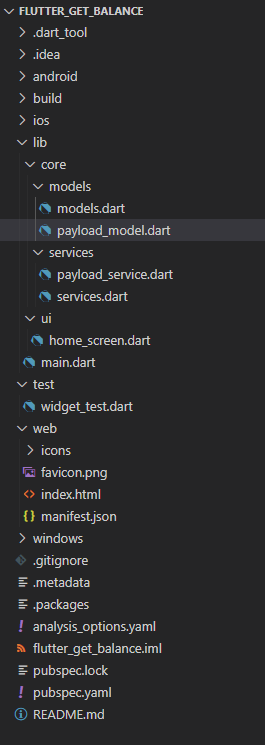 FLUTTER_GET_BALANCE
.dart_tool
.idea
android
build
ios
lib
core
models
models.dart
payload_model.dart
services
payload_service.dart
services.dart
ui
home_screen.dart
main.dart
test
widget_test.dart
web
icons
favicon.png
index.html
manifest.json
windows
.gitignore
.metadata
.packages
analysis_options.yaml
flutter_get_balance.iml
pubspec.lock
pubspec.yaml
README.md